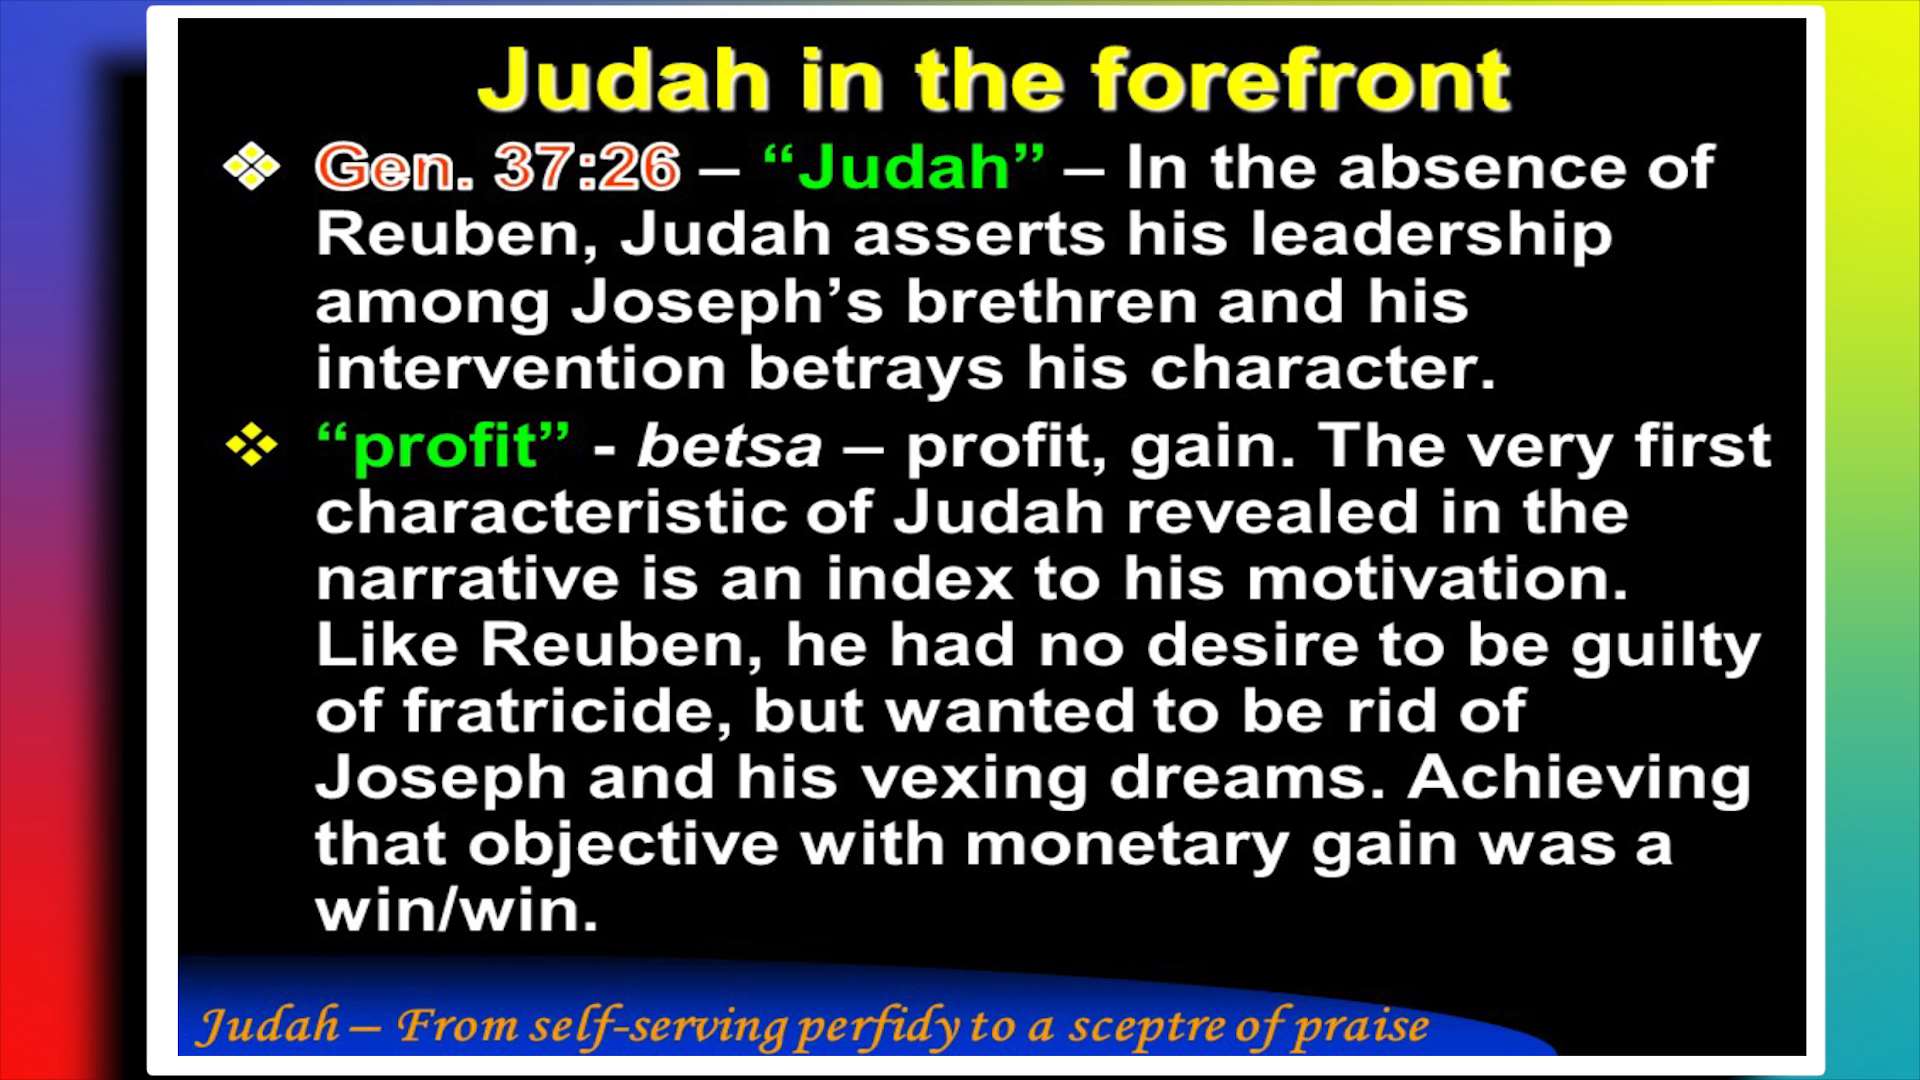 Judah in the forefront
Gen. 37:26 – “Judah” – In the absence of
Reuben, Judah asserts his leadership
among Joseph’s brethren and his
intervention betrays his character.
“profit” - betsa – profit, gain. The very first
characteristic of Judah revealed in the
narrative is an index to his motivation.
Like Reuben, he had no desire to be guilty
of fratricide, but wanted to be rid of
Joseph and his vexing dreams. Achieving
that objective with monetary gain was a
win/win.
Judah – From self-serving perfidy to a sceptre of praise